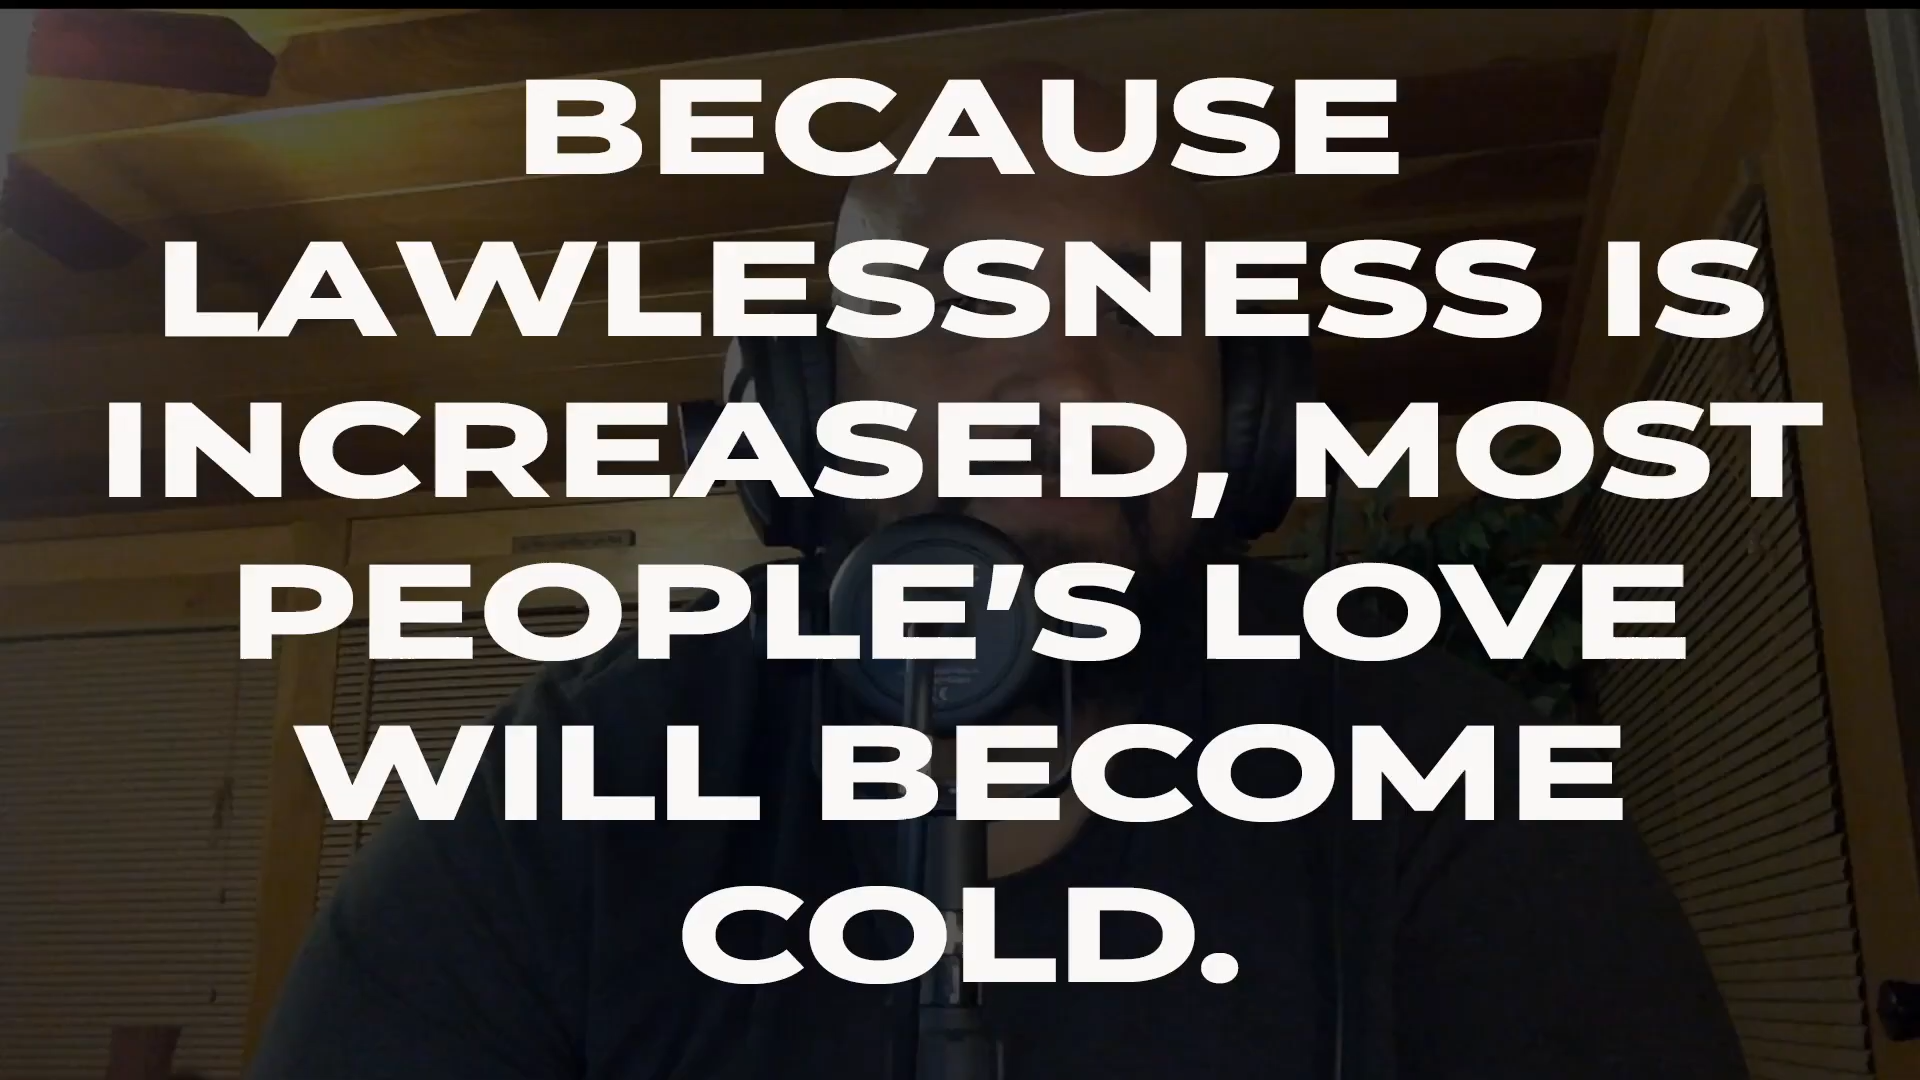 BECAUSE
LAWLESSNESS IS
INCREASED, MOST
PEOPLE'S LOVE
WILL BECOME
COLD.